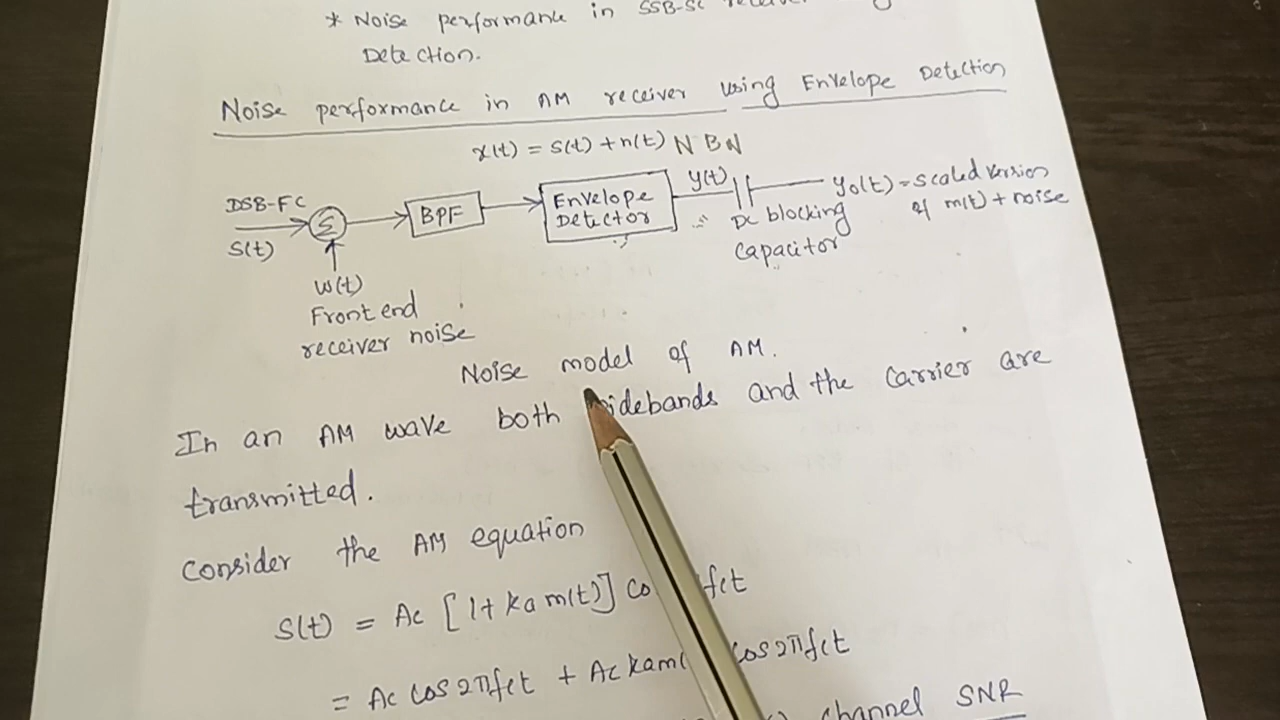 * Noise performance in SSB-SC
Detection.
Noise performance in AM receiver using Envelope Detection
x(t) = s(t) + n(t) NBN
DSB-FC
s(t)
Σ
w(t)
Front end
receiver noise
BPF
Envelope
Detector
y(t)
DC blocking
capacitor
y0(t) = scaled version
of m(t) + noise
Noise model of AM.
In an AM wave both sidebands and the carrier are
transmitted.
Consider the AM equation
s(t) = Ac [1+ ka m(t)] co fct
= Ac cos 2πfct + Ac kam( cos 2πfct
channel SNR